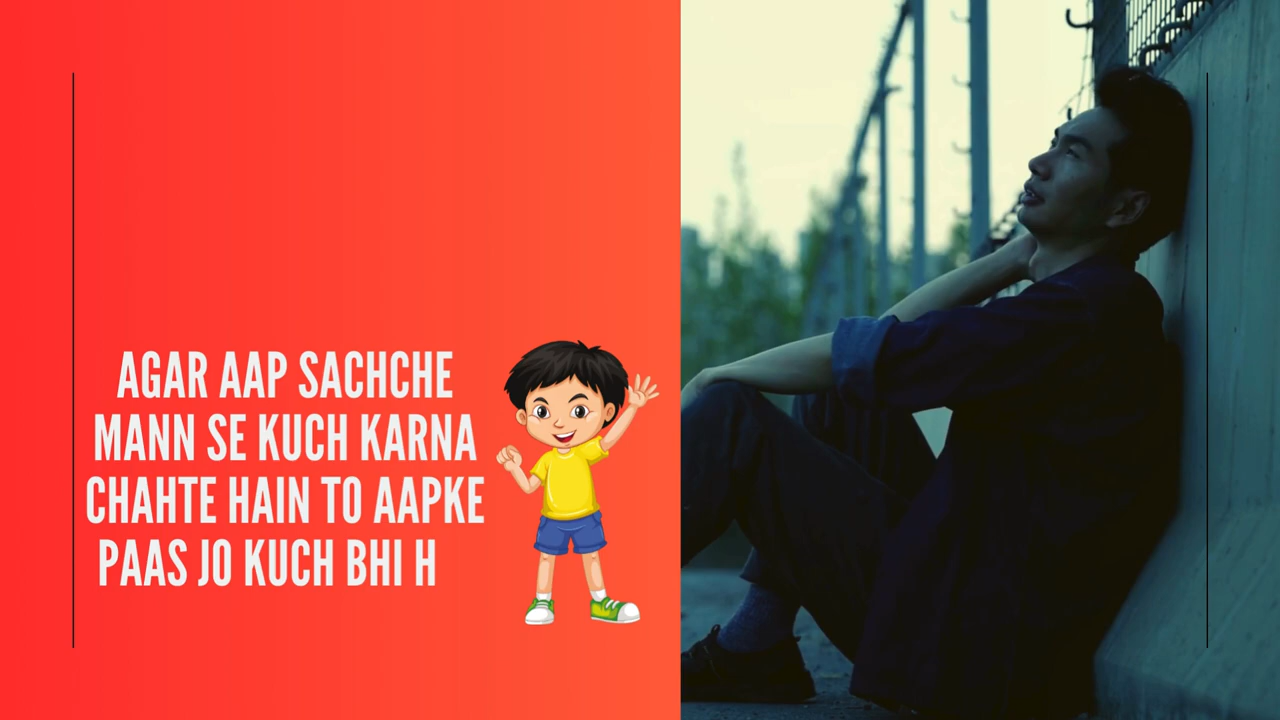 AGAR AAP SACHCHE
MANN SE KUCH KARNA
CHAHTE HAIN TO AAPKE
PAAS JO KUCH BHI H